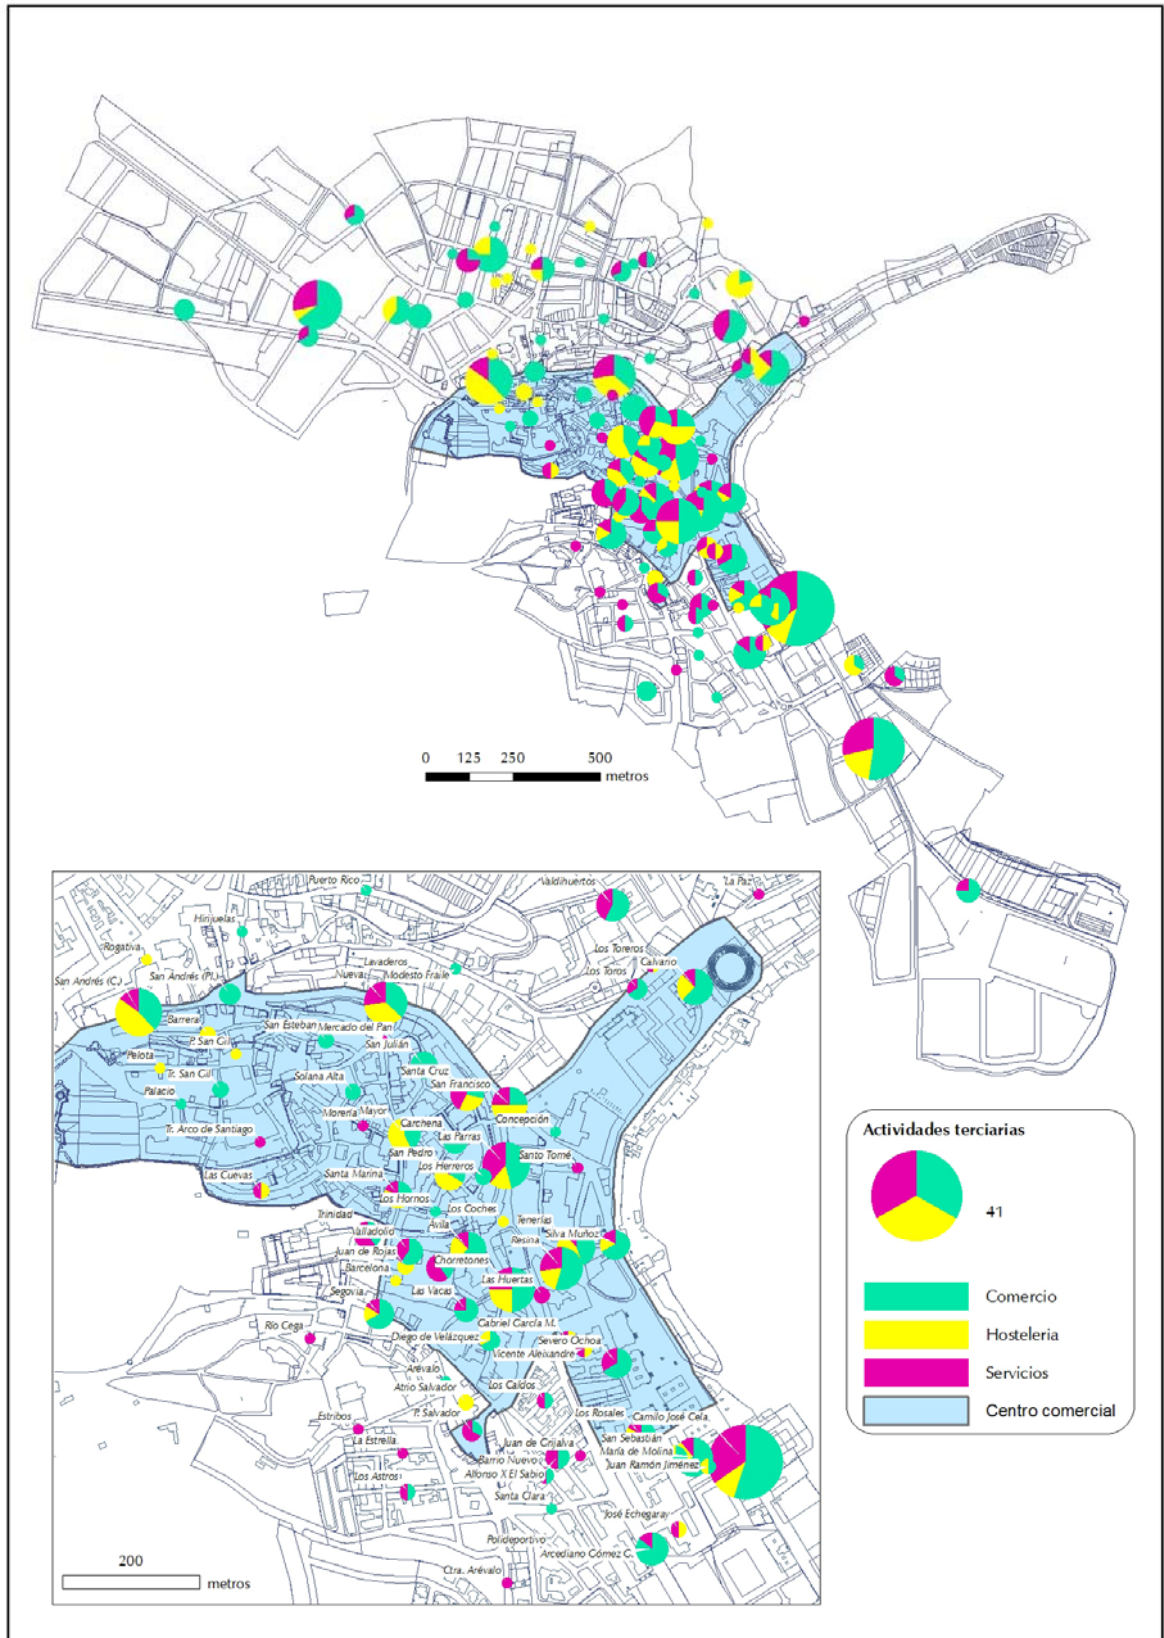 0 125 250 500
metros
Puerto Rico
Valdihuertos
La Paz
Hirijuelas
Rogativa
Los Toreros
Lavaderos
Calvario
San Andrés (C.)
San Andrés (Pl.)
Nueva
Modesto Fraile
Los Toros
Barrera
San Esteban
Mercado del Pan
P. San Gil
San Julián
Pelota
Tr. San Gil
Solana Alta
Santa Cruz
San Francisco
Palacio
Morería
Mayor
Carchena
Concepción
Tr. Arco de Santiago
Las Parras
San Pedro
Santo Tomé
Las Cuevas
Santa Marina
Los Herreros
Los Hornos
Trinidad
Los Coches
Ávila
Tenerías
Valladolid
Silva Muñoz
Resina
Juan de Rojas
Chorretones
Barcelona
Las Huertas
Segovia
Las Vacas
Río Cega
Gabriel García M.
Diego de Velázquez
Severo Ochoa
Vicente Aleixandre
Arévalo
Atrio Salvador
Los Caldos
Estribos
P. Salvador
Los Rosales
Camilo José Cela
La Estrella
Juan de Grijalva
San Sebastián
Barrio Nuevo
María de Molina
Los Astros
Alfonso X El Sabio
Juan Ramón Jiménez
Santa Clara
José Echegaray
Polideportivo
Arcediano Gómez G.
Ctra. Arévalo
200
metros
Actividades terciarias
41
Comercio
Hosteleria
Servicios
Centro comercial